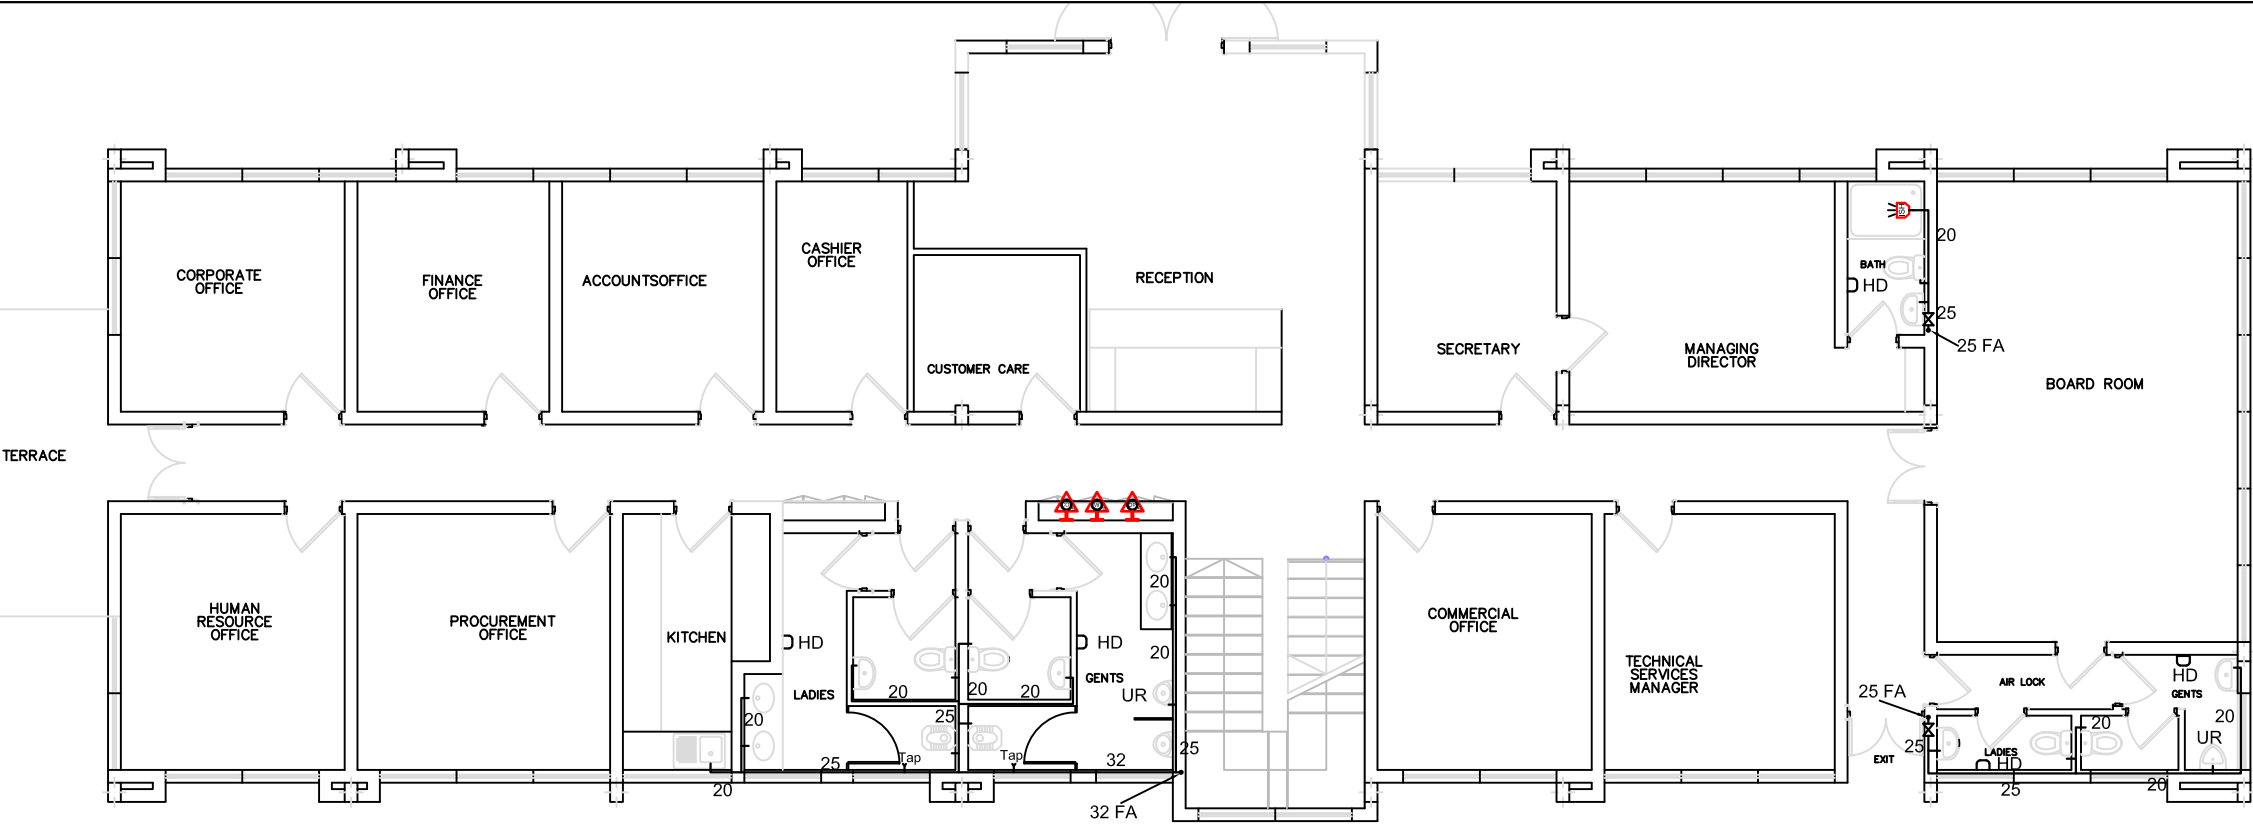 CORPORATE
OFFICE
FINANCE
OFFICE
ACCOUNTSOFFICE
CASHIER
OFFICE
CUSTOMER CARE
RECEPTION
SECRETARY
MANAGING
DIRECTOR
BATH
HD
SH
20
25
25 FA
BOARD ROOM
TERRACE
HUMAN
RESOURCE
OFFICE
PROCUREMENT
OFFICE
KITCHEN
HD
LADIES
20
20
25
20
25
Tap
20
20
Tap
32
HD
GENTS
UR
20
20
25
32 FA
COMMERCIAL
OFFICE
TECHNICAL
SERVICES
MANAGER
25 FA
EXIT
25
AIR LOCK
LADIES
HD
20
25
20
HD
GENTS
20
UR